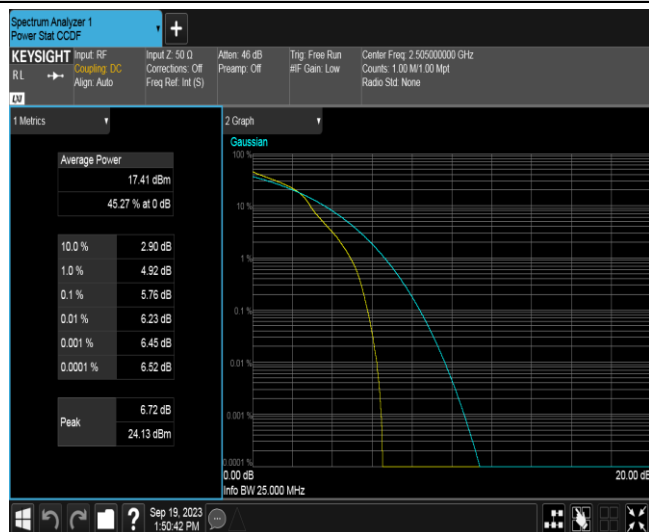 Spectrum Analyzer 1
Power Stat CCDF
KEYSIGHT
RL
LXI
Input: RF
Coupling: DC
Align: Auto
Input Z: 50 Ω
Corrections: Off
Freq Ref: Int (S)
Atten: 46 dB
Preamp: Off
Trig: Free Run
#IF Gain: Low
Center Freq: 2.505000000 GHz
Counts: 1.00 M/1.00 Mpt
Radio Std: None
1 Metrics
Average Power
17.41 dBm
45.27 % at 0 dB
10.0 % 2.90 dB
1.0 % 4.92 dB
0.1 % 5.76 dB
0.01 % 6.23 dB
0.001 % 6.45 dB
0.0001 % 6.52 dB
Peak
6.72 dB
24.13 dBm
2 Graph
Gaussian
100 %
10 %
1 %
0.1 %
0.01 %
0.001 %
0.0001 %
0.00 dB
20.00 dB
Info BW 25.000 MHz
?
Sep 19, 2023
1:50:42 PM